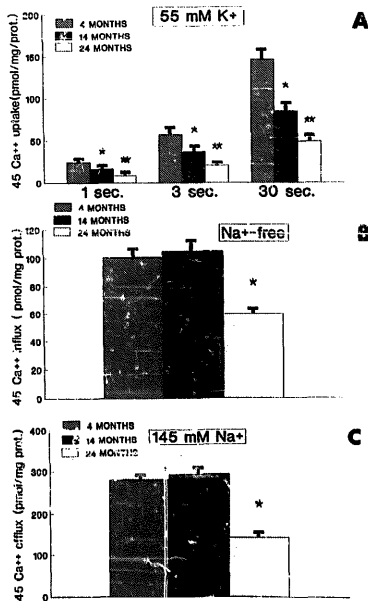 55 mM K+
A
4 MONTHS
14 MONTHS
24 MONTHS
45 Ca++ uptake(pmol/mg/prot.)
200
150
100
50
0
* ** * ** * **
1 sec. 3 sec. 30 sec.
4 MONTHS
14 MONTHS
24 MONTHS
Na+-free
B
45 Ca++ influx ( pmol/mg prot.)
120
100
80
60
40
20
0
*
4 MONTHS
14 MONTHS
24 MONTHS
145 mM Na+
C
45 Ca++ efflux (pmol/mg prot.)
400
300
200
100
0
*